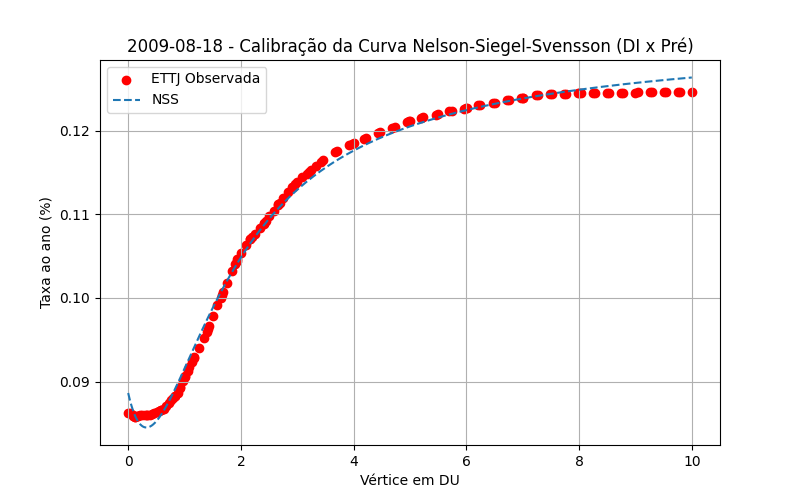 2009-08-18 - Calibração da Curva Nelson-Siegel-Svensson (DI x Pré)
ETTJ Observada
NSS
Taxa ao ano (%)
0.12
0.11
0.10
0.09
0 2 4 6 8 10
Vértice em DU